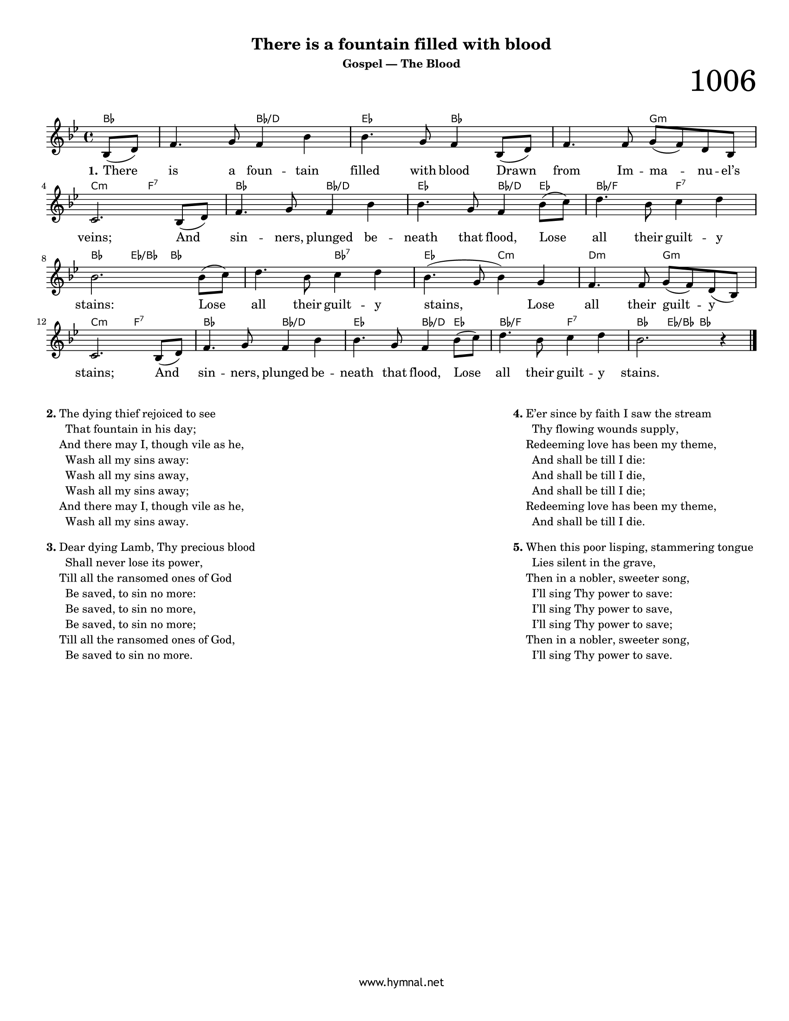 There is a fountain filled with blood
Gospel — The Blood
1006
B♭ B♭/D E♭ B♭ Gm
1. There is a foun - tain filled with blood Drawn from Im - ma - nu - el's
4 Cm F7 B♭ B♭/D E♭ B♭/D E♭ B♭/F F7
veins; And sin - ners, plunged be - neath that flood, Lose all their guilt - y
8 B♭ E♭/B♭ B♭ B♭7 E♭ Cm Dm Gm
stains: Lose all their guilt - y stains, Lose all their guilt - y
12 Cm F7 B♭ B♭/D E♭ B♭/D E♭ B♭/F F7 B♭ E♭/B♭ B♭
stains; And sin - ners, plunged be - neath that flood, Lose all their guilt - y stains.
2. The dying thief rejoiced to see
That fountain in his day;
And there may I, though vile as he,
Wash all my sins away:
Wash all my sins away,
Wash all my sins away;
And there may I, though vile as he,
Wash all my sins away.
3. Dear dying Lamb, Thy precious blood
Shall never lose its power,
Till all the ransomed ones of God
Be saved, to sin no more:
Be saved, to sin no more,
Be saved, to sin no more;
Till all the ransomed ones of God,
Be saved to sin no more.
4. E'er since by faith I saw the stream
Thy flowing wounds supply,
Redeeming love has been my theme,
And shall be till I die:
And shall be till I die,
And shall be till I die;
Redeeming love has been my theme,
And shall be till I die.
5. When this poor lisping, stammering tongue
Lies silent in the grave,
Then in a nobler, sweeter song,
I'll sing Thy power to save:
I'll sing Thy power to save,
I'll sing Thy power to save;
Then in a nobler, sweeter song,
I'll sing Thy power to save.
www.hymnal.net